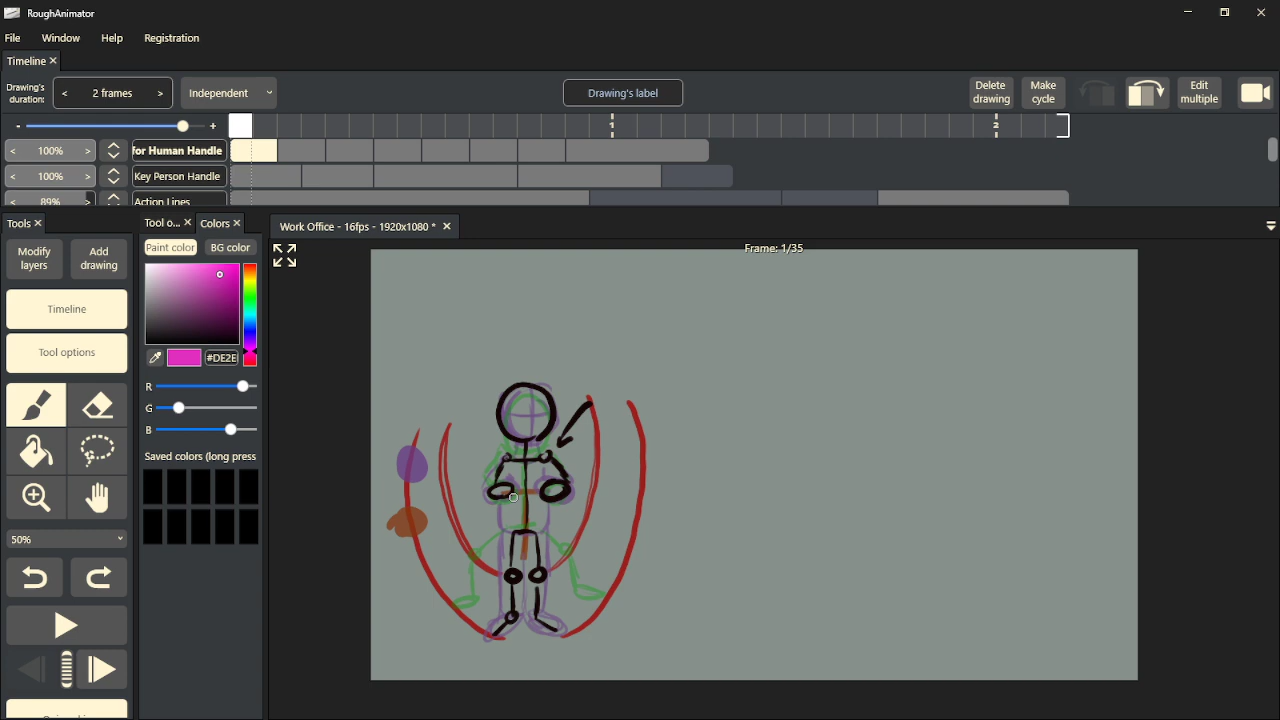 RoughAnimator
File Window Help Registration
Timeline
Drawing's duration: < 2 frames > Independent Drawing's label Delete drawing Make cycle Edit multiple
- + 1 2
< 100% > for Human Handle
< 100% > Key Person Handle
< 89% > Action Lines
Tools Tool o... Colors Work Office - 16fps - 1920x1080 *
Modify layers Add drawing Paint color BG color Frame: 1/35
Timeline
Tool options #DE2E
R
G
B
Saved colors (long press
50%